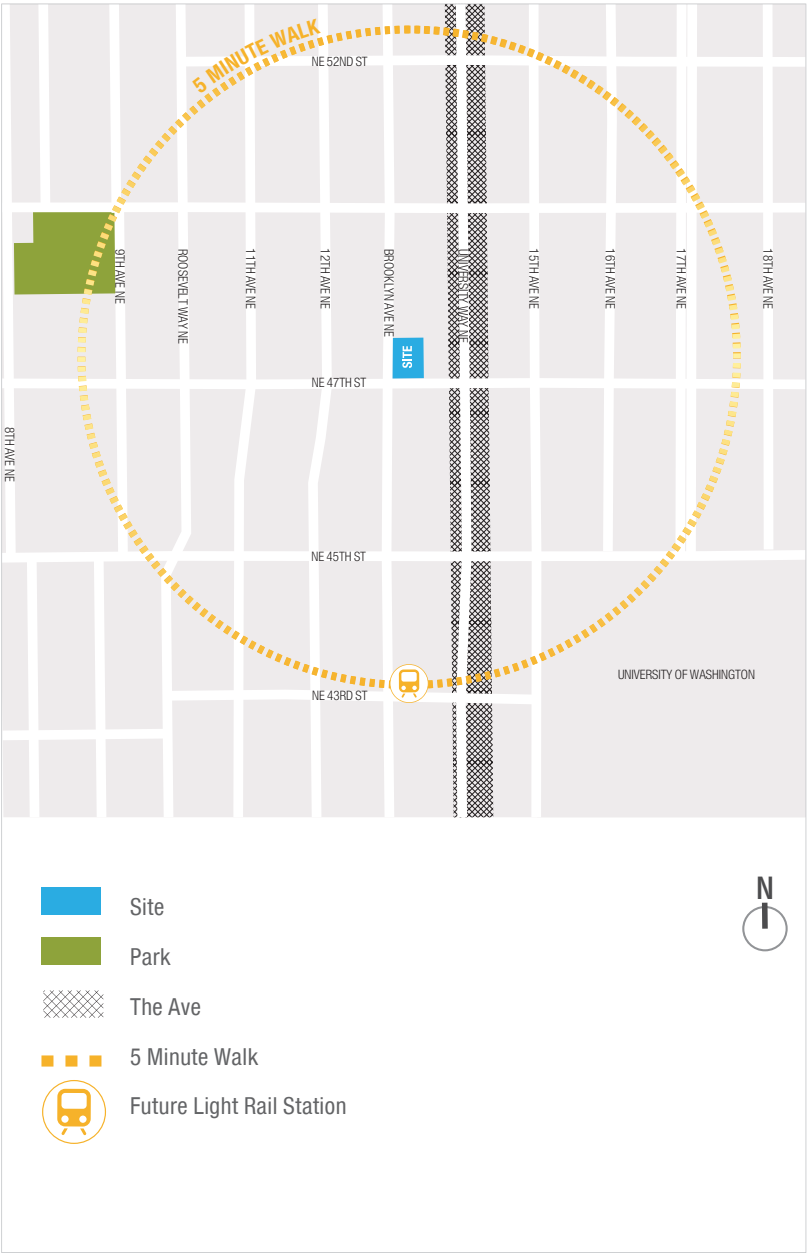 5 MINUTE WALK
NE 52ND ST
9TH AVE NE
ROOSEVELT WAY NE
11TH AVE NE
12TH AVE NE
BROOKLYN AVE NE
UNIVERSITY WAY NE
15TH AVE NE
16TH AVE NE
17TH AVE NE
18TH AVE NE
SITE
NE 47TH ST
8TH AVE NE
NE 45TH ST
UNIVERSITY OF WASHINGTON
NE 43RD ST
N
Site
Park
The Ave
5 Minute Walk
Future Light Rail Station